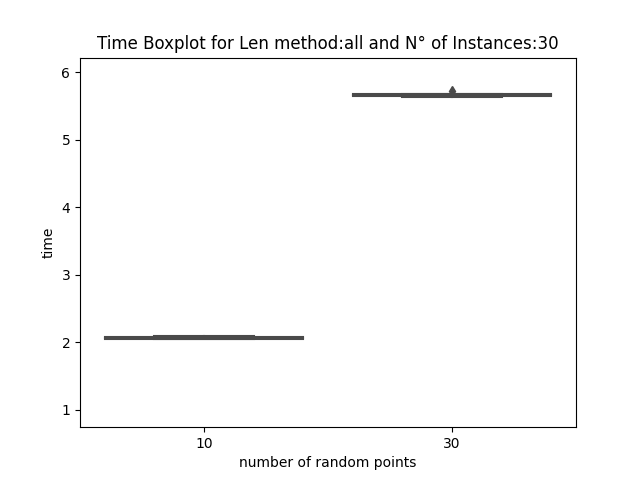 Time Boxplot for Len method:all and N° of Instances:30
6
5
4
3
2
1
time
10 30
number of random points